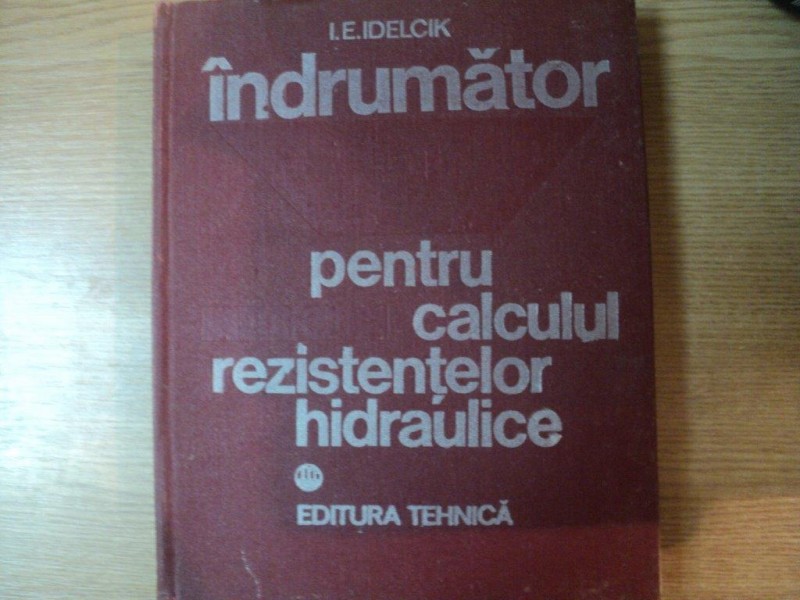 I.E.IDELCIK
îndrumător
pentru
calculul
rezistențelor
hidraulice
EDITURA TEHNICĂ